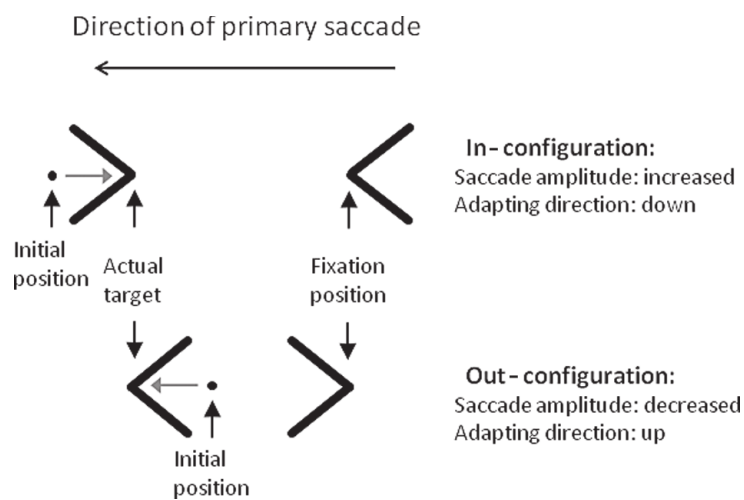 Direction of primary saccade
In-configuration:
Saccade amplitude: increased
Adapting direction: down
Initial
position
Actual
target
Fixation
position
Out-configuration:
Saccade amplitude: decreased
Adapting direction: up
Initial
position